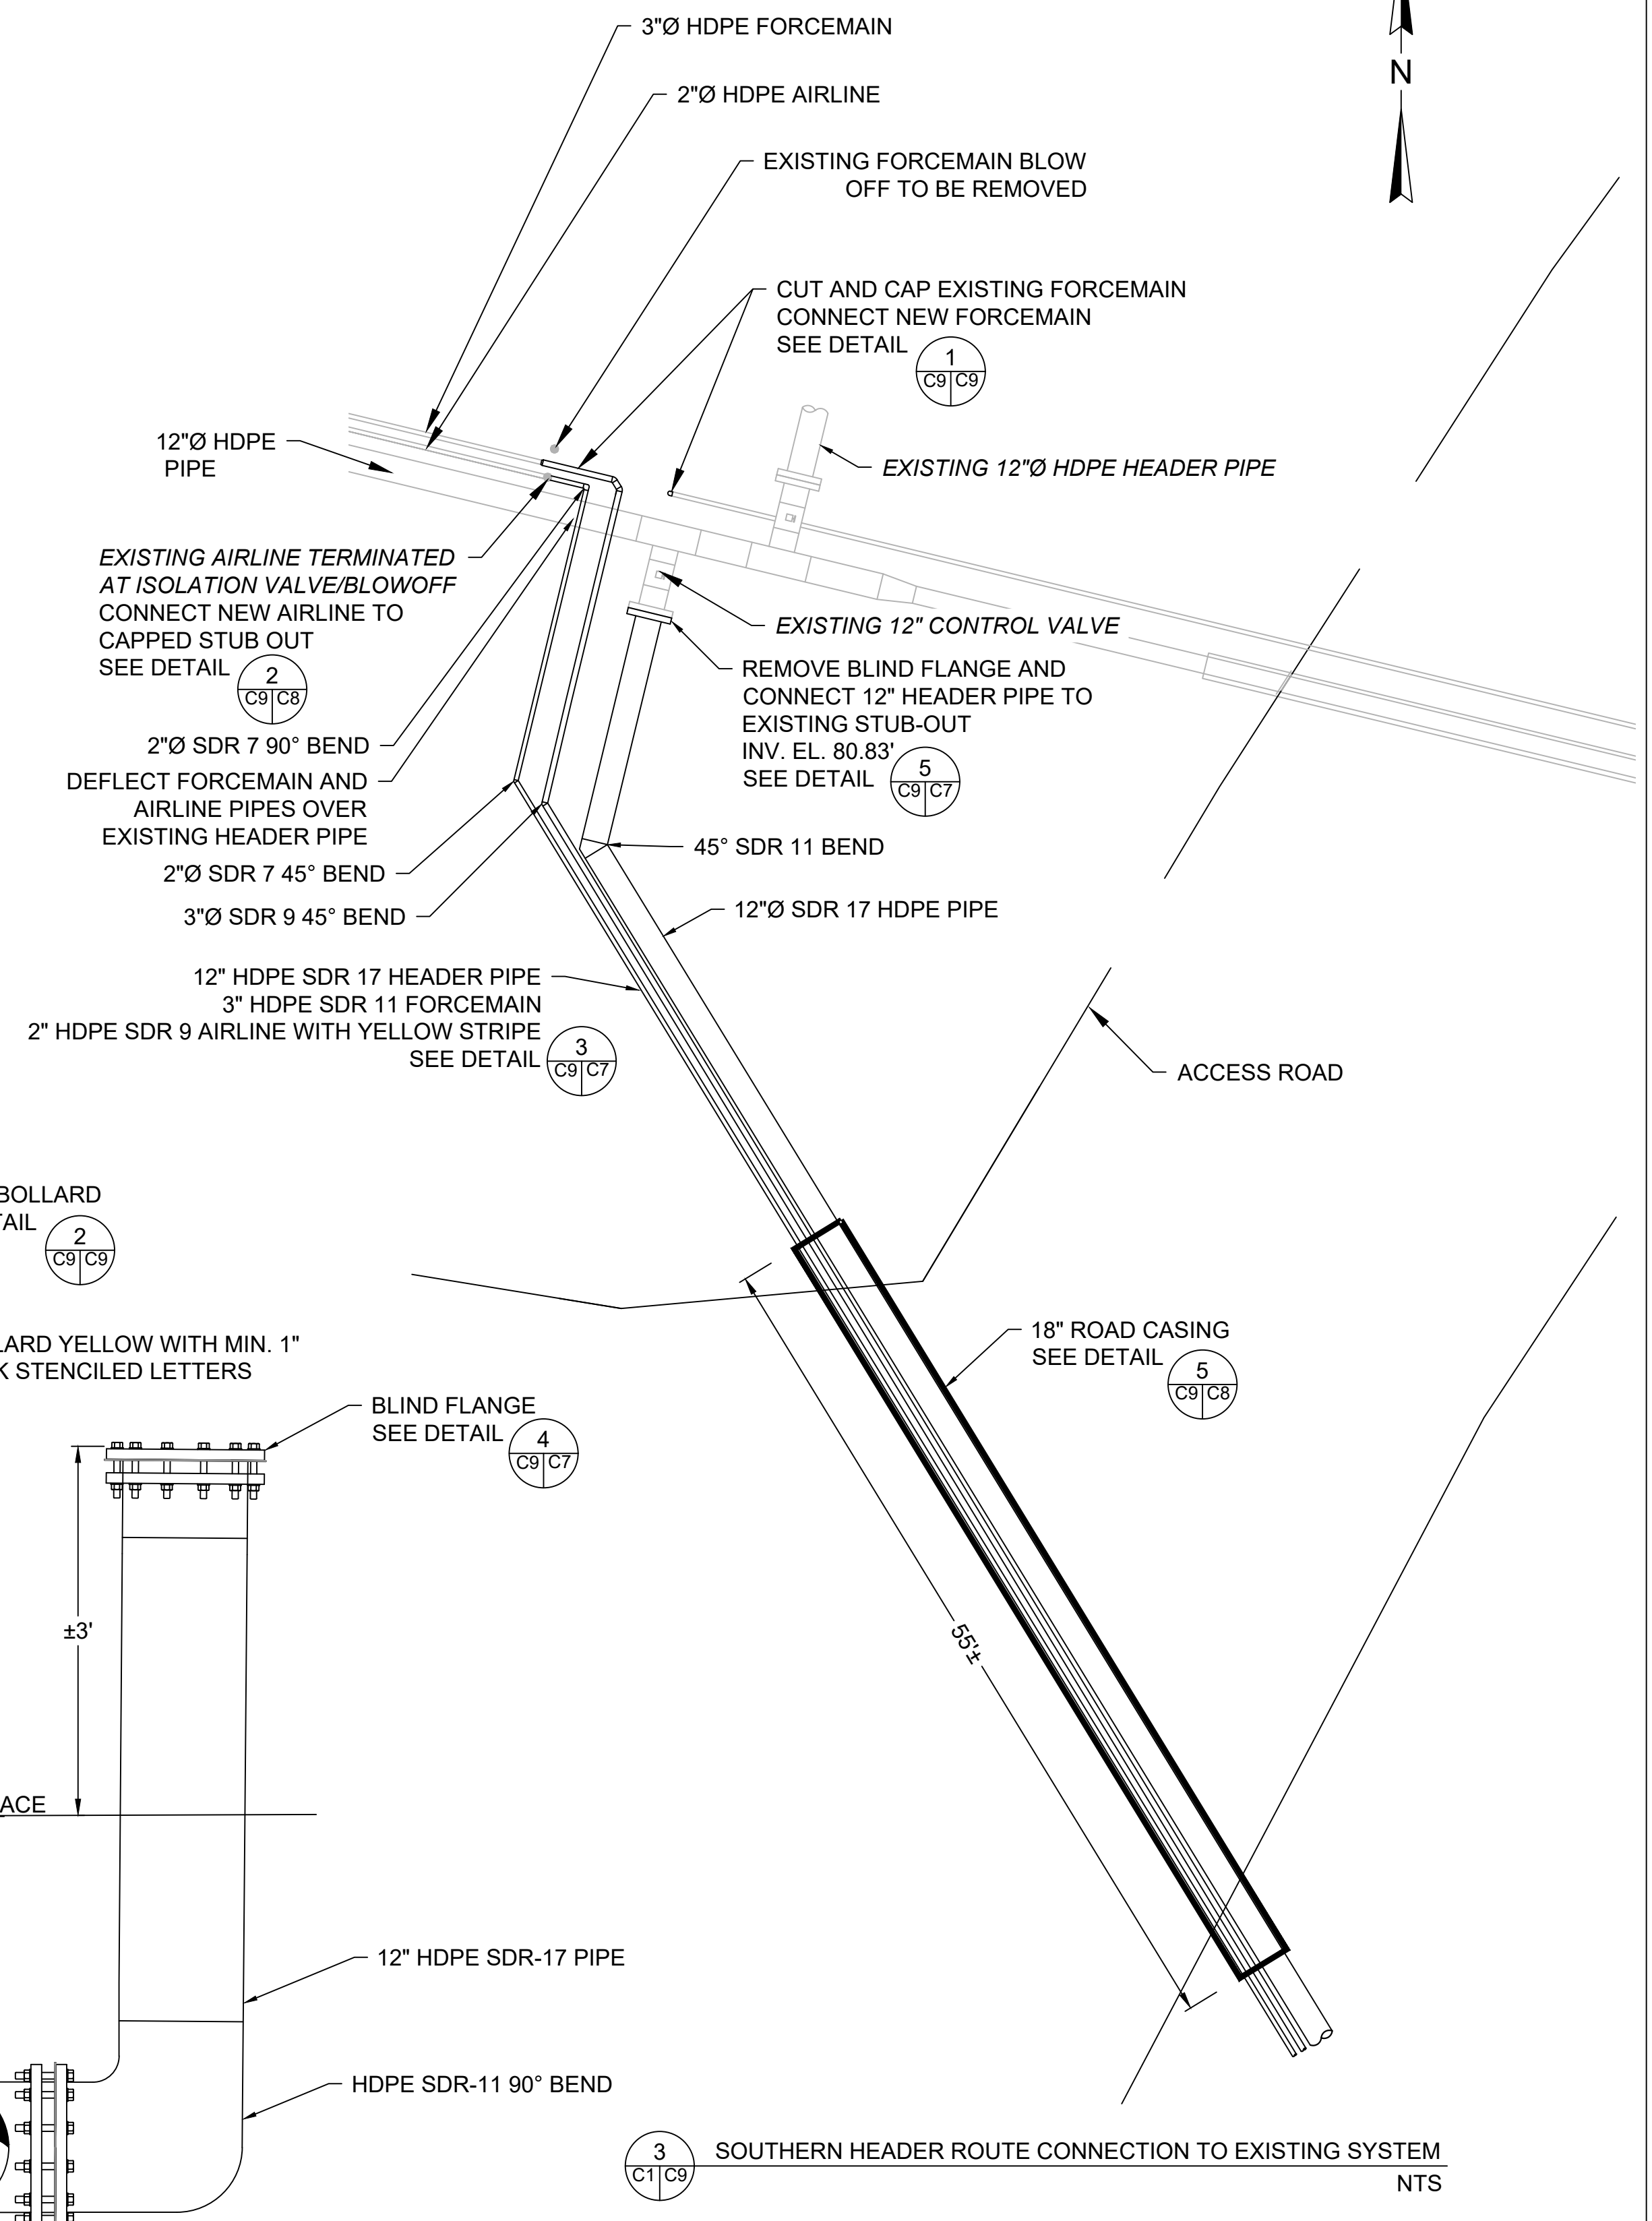 3"Ø HDPE FORCEMAIN
N
2"Ø HDPE AIRLINE
EXISTING FORCEMAIN BLOW
OFF TO BE REMOVED
CUT AND CAP EXISTING FORCEMAIN
CONNECT NEW FORCEMAIN
SEE DETAIL
1
C9 C9
12"Ø HDPE
PIPE
EXISTING 12"Ø HDPE HEADER PIPE
EXISTING AIRLINE TERMINATED
AT ISOLATION VALVE/BLOWOFF
CONNECT NEW AIRLINE TO
CAPPED STUB OUT
SEE DETAIL
2
C9 C8
EXISTING 12" CONTROL VALVE
REMOVE BLIND FLANGE AND
CONNECT 12" HEADER PIPE TO
EXISTING STUB-OUT
INV. EL. 80.83'
SEE DETAIL
5
C9 C7
2"Ø SDR 7 90° BEND
DEFLECT FORCEMAIN AND
AIRLINE PIPES OVER
EXISTING HEADER PIPE
2"Ø SDR 7 45° BEND
3"Ø SDR 9 45° BEND
45° SDR 11 BEND
12"Ø SDR 17 HDPE PIPE
12" HDPE SDR 17 HEADER PIPE
3" HDPE SDR 11 FORCEMAIN
2" HDPE SDR 9 AIRLINE WITH YELLOW STRIPE
SEE DETAIL
3
C9 C7
ACCESS ROAD
BOLLARD
TAIL
2
C9 C9
18" ROAD CASING
SEE DETAIL
5
C9 C8
LARD YELLOW WITH MIN. 1"
K STENCILED LETTERS
BLIND FLANGE
SEE DETAIL
4
C9 C7
±3'
55'±
ACE
12" HDPE SDR-17 PIPE
HDPE SDR-11 90° BEND
3
C1 C9
SOUTHERN HEADER ROUTE CONNECTION TO EXISTING SYSTEM
NTS